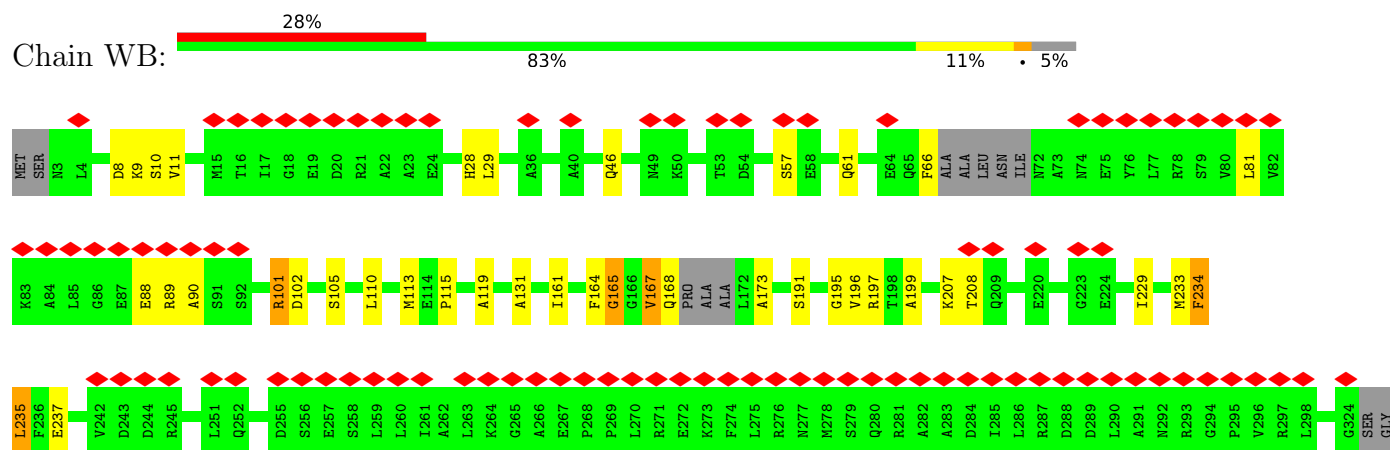 28%
Chain WB:
83% 11% • 5%
MET SER N3 L4 D8 K9 S10 V11 M15 T16 I17 G18 E19 D20 R21 A22 A23 E24 H28 L29 A36 A40 Q46 N49 K50 T53 D54 S57 E58 Q61 E64 Q65 F66 ALA ALA LEU ASN ILE N72 A73 N74 E75 Y76 L77 R78 S79 V80 L81 V82
K83 A84 L85 G86 E87 E88 R89 A90 S91 S92 R101 D102 S105 L110 M113 E114 P115 A119 A131 I161 F164 G165 G166 V167 Q168 PRO ALA ALA L172 A173 S191 G195 V196 R197 T198 A199 K207 T208 Q209 E220 G223 E224 I229 M233 F234
L235 F236 E237 V242 D243 D244 R245 L251 Q252 D255 S256 E257 S258 L259 L260 I261 A262 L263 K264 G265 A266 E267 P268 P269 L270 R271 E272 K273 F274 L275 R276 N277 M278 S279 Q280 R281 A282 A283 D284 I285 L286 R287 D288 D289 L290 A291 N292 R293 G294 P295 V296 R297 L298 G324 SER GLY